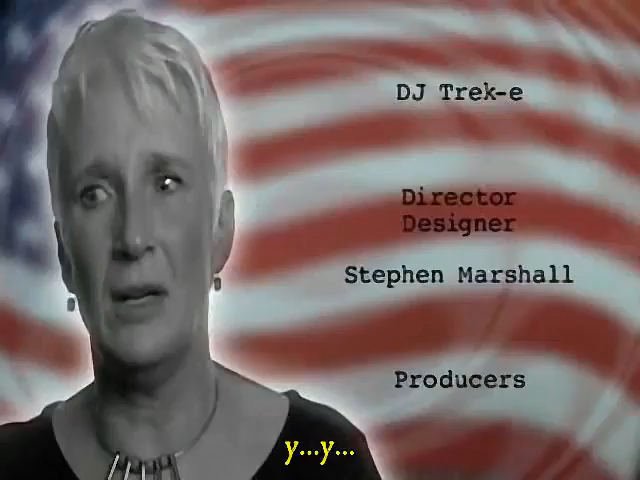 DJ Trek-e
Director
Designer
Stephen Marshall
Producers
y...y...